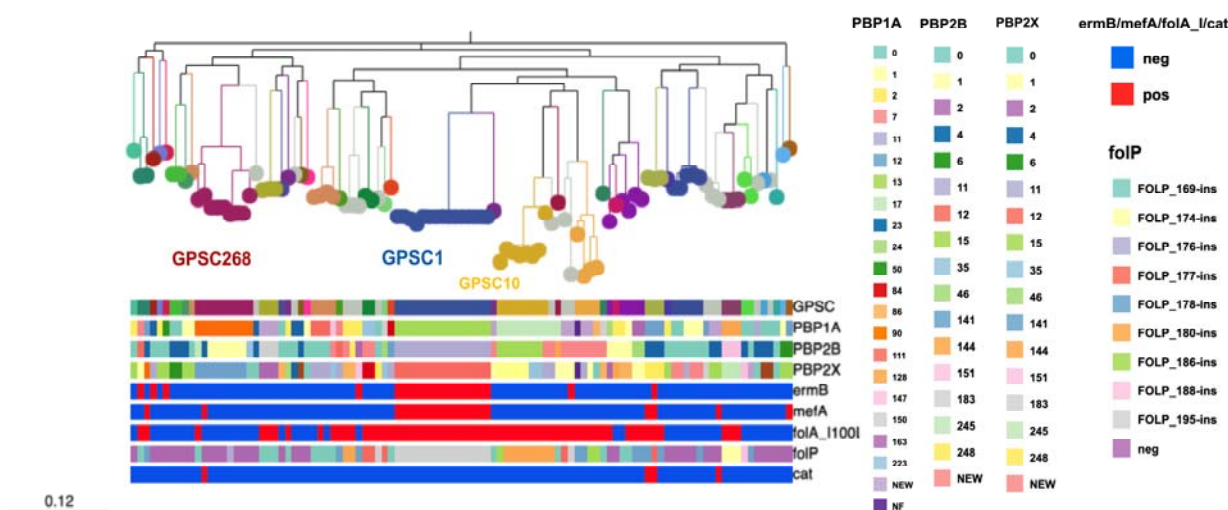 PBP1A
0
1
2
7
11
12
13
17
23
24
50
84
86
90
111
128
147
150
163
223
NEW
NF
PBP2B
0
1
2
4
6
11
12
15
35
46
141
144
151
183
245
248
NEW
PBP2X
0
1
2
4
6
11
12
15
35
46
141
144
151
183
245
248
NEW
ermB/mefA/folA_I/cat
neg
pos
folP
FOLP_169-ins
FOLP_174-ins
FOLP_176-ins
FOLP_177-ins
FOLP_178-ins
FOLP_180-ins
FOLP_186-ins
FOLP_188-ins
FOLP_195-ins
neg
GPSC268
GPSC1
GPSC10
GPSC
PBP1A
PBP2B
PBP2X
ermB
mefA
folA_I100L
folP
cat
0.12